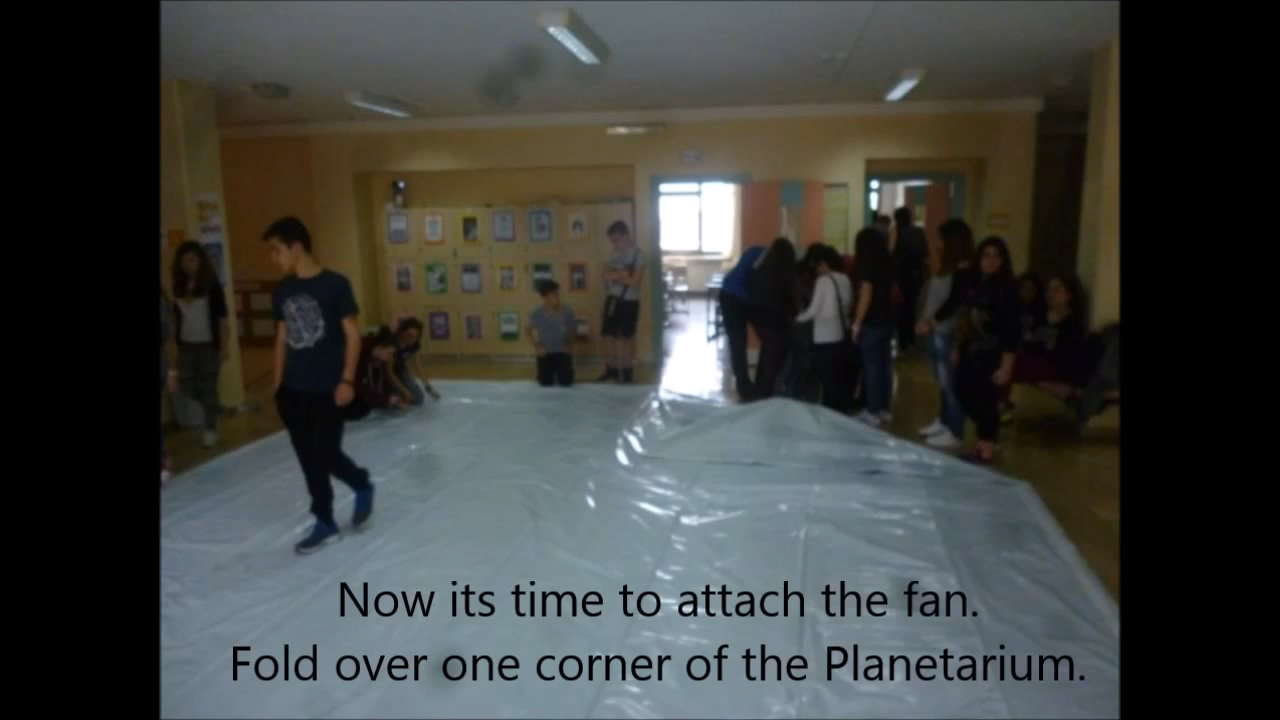 Now its time to attach the fan.
Fold over one corner of the Planetarium.